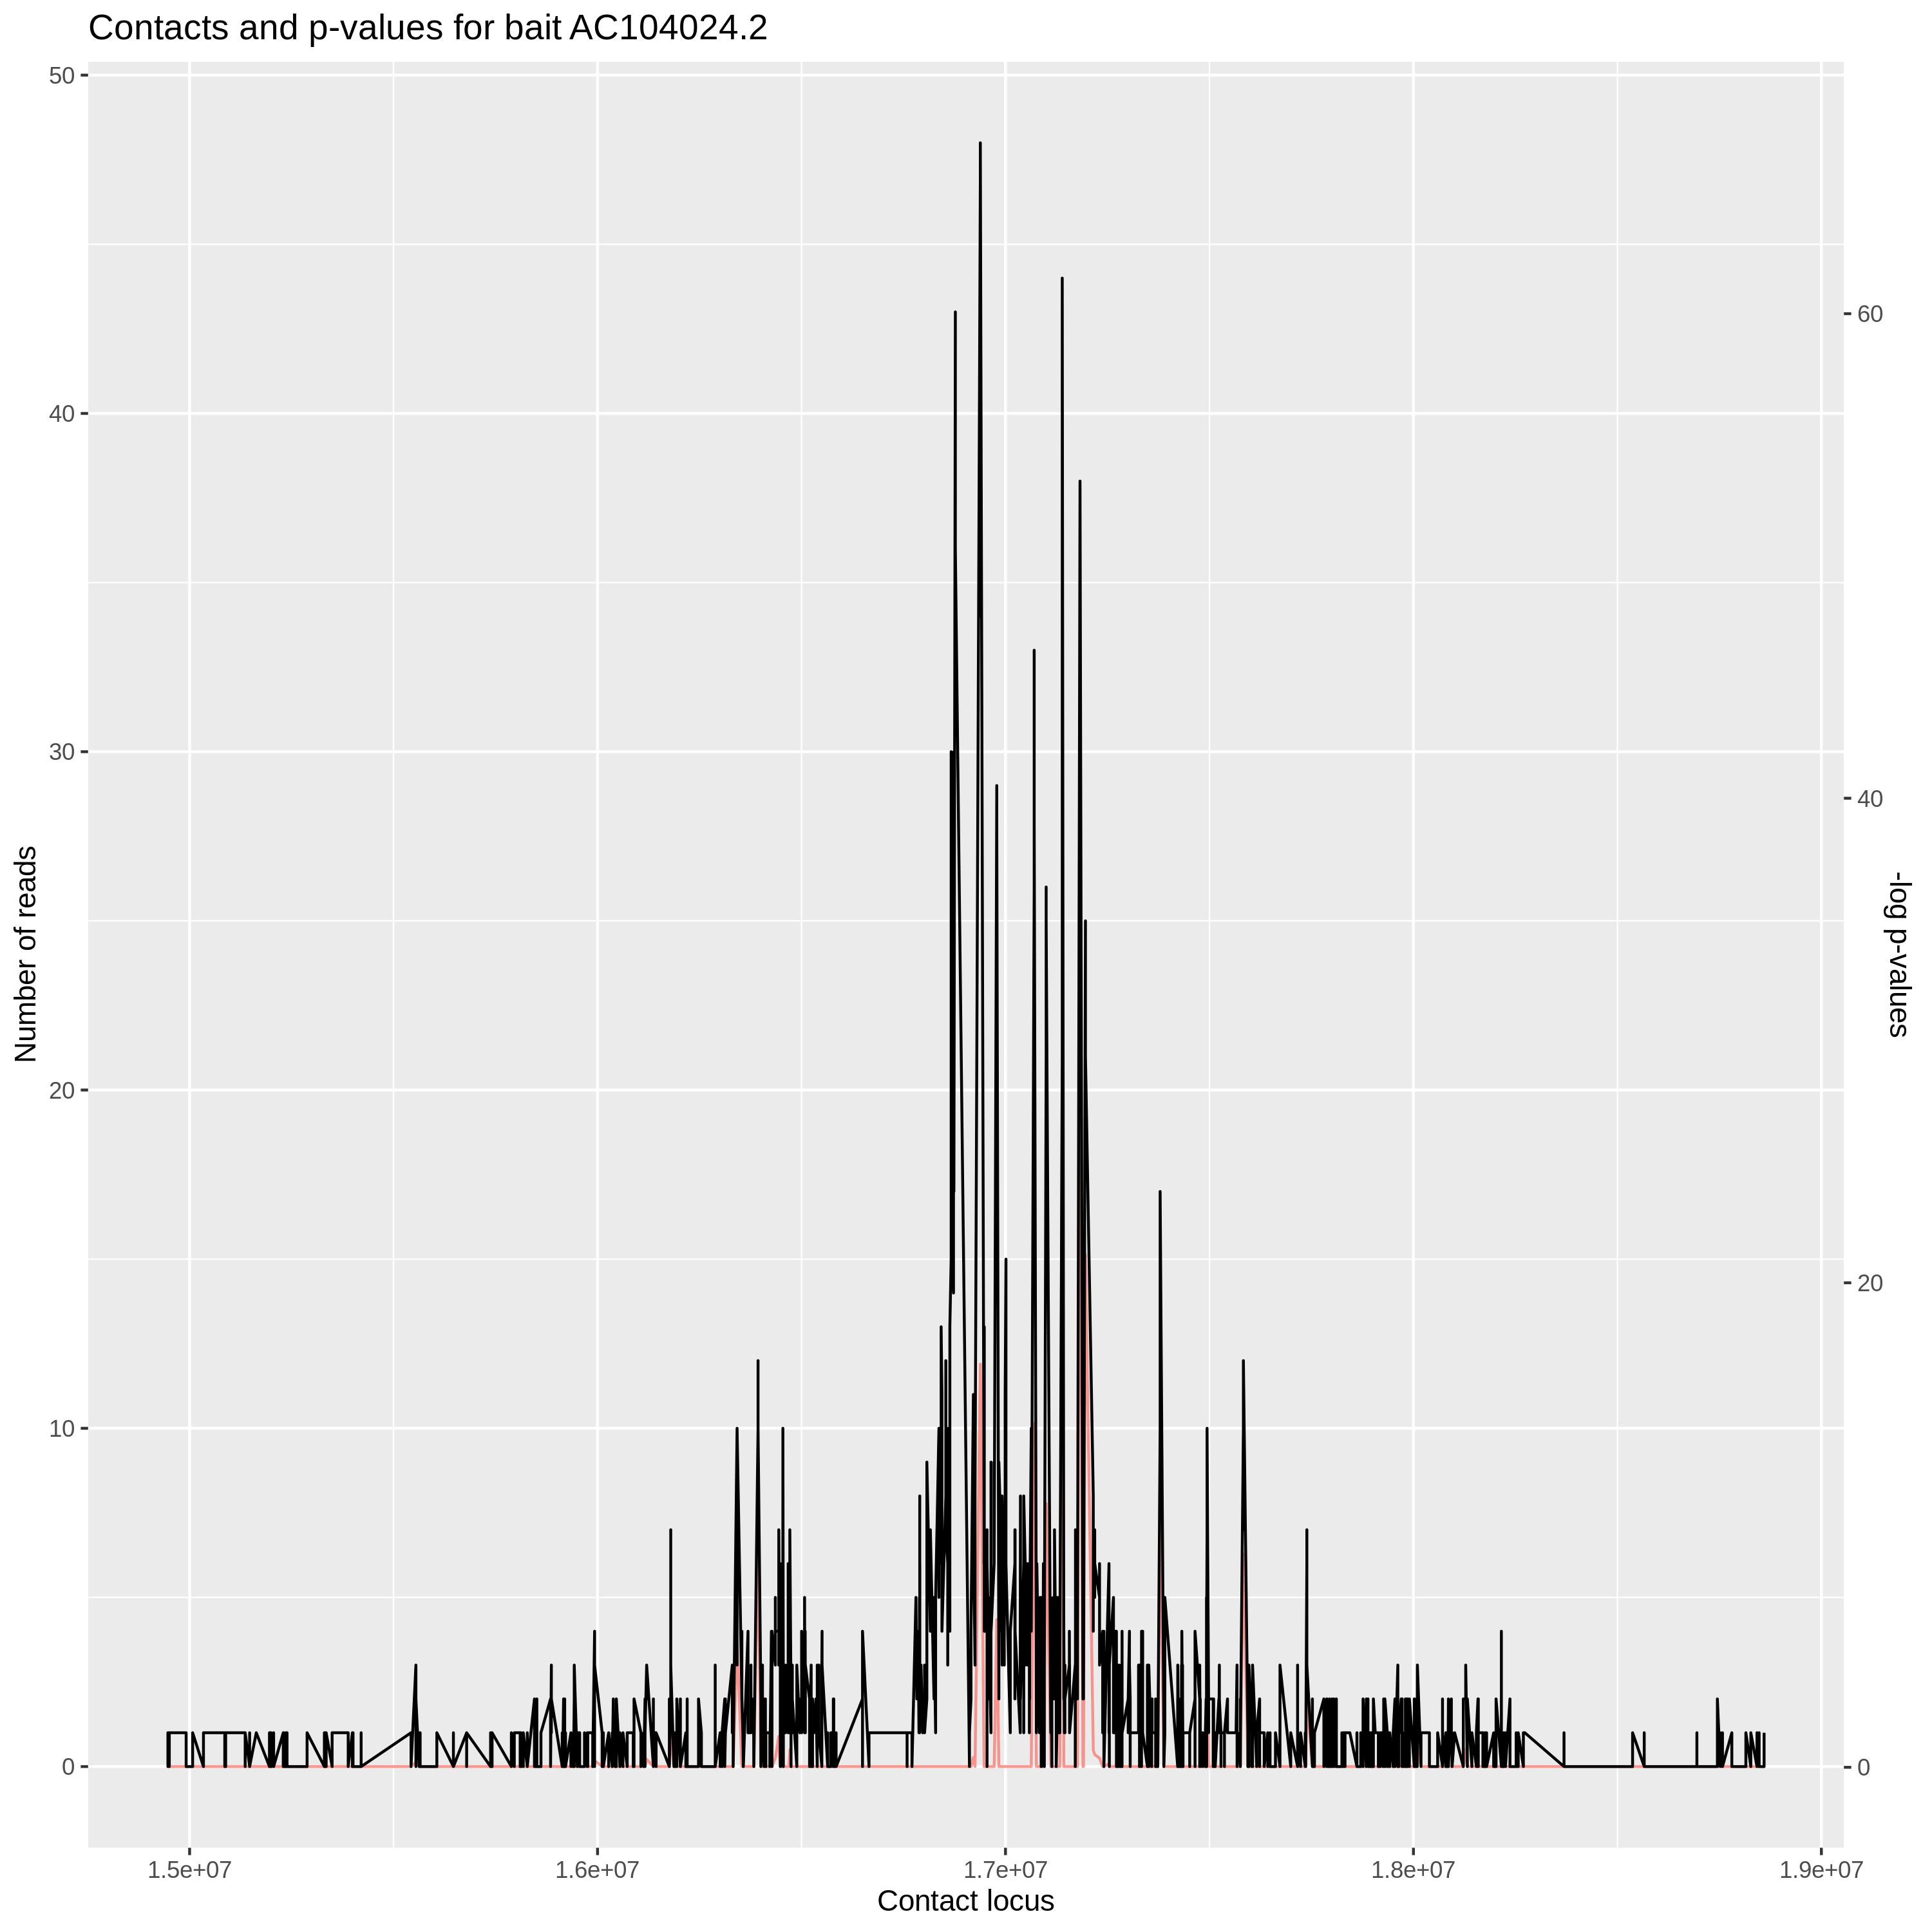 Contacts and p-values for bait AC104024.2
50
40
30
20
10
0
Number of reads
60
40
20
0
-log p-values
1.5e+07
1.6e+07
1.7e+07
1.8e+07
1.9e+07
Contact locus